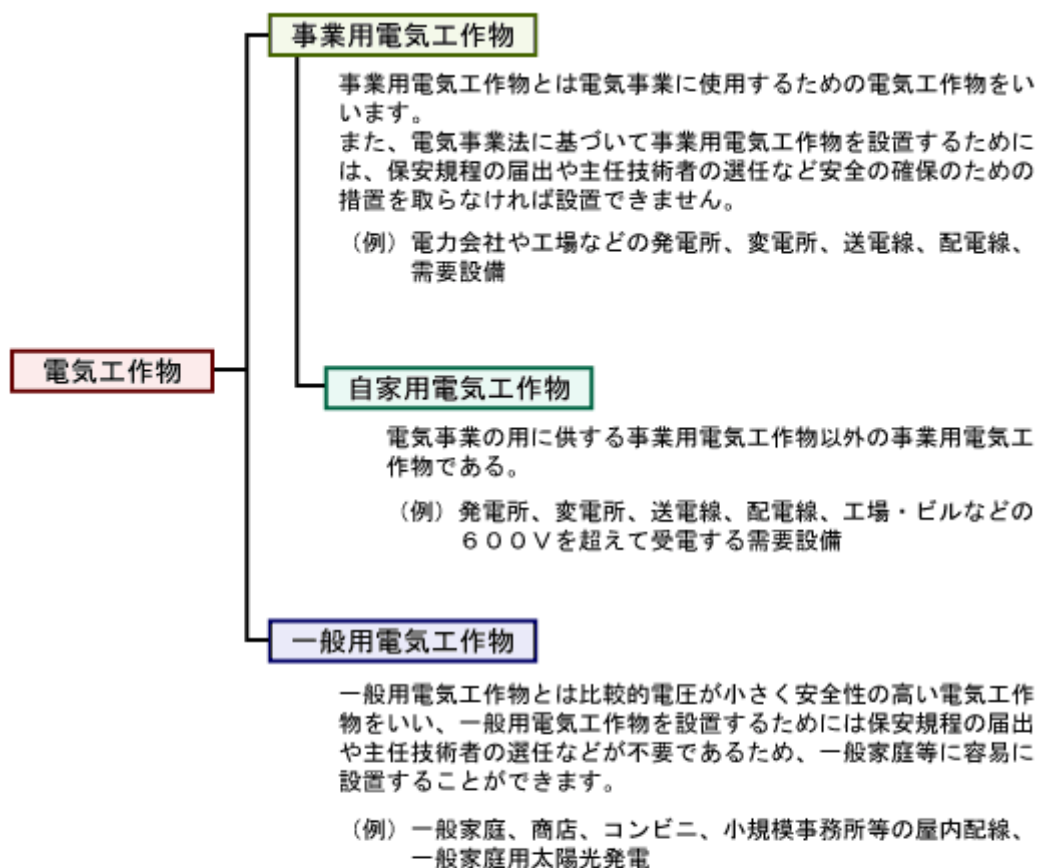 事業用電気工作物
事業用電気工作物とは電気事業に使用するための電気工作物をい
います。
また、電気事業法に基づいて事業用電気工作物を設置するために
は、保安規程の届出や主任技術者の選任など安全の確保のための
措置を取らなければ設置できません。
（例）電力会社や工場などの発電所、変電所、送電線、配電線、
需要設備
電気工作物
自家用電気工作物
電気事業の用に供する事業用電気工作物以外の事業用電気工
作物である。
（例）発電所、変電所、送電線、配電線、工場・ビルなどの
６００Ｖを超えて受電する需要設備
一般用電気工作物
一般用電気工作物とは比較的電圧が小さく安全性の高い電気工作
物をいい、一般用電気工作物を設置するためには保安規程の届出
や主任技術者の選任などが不要であるため、一般家庭等に容易に
設置することができます。
（例）一般家庭、商店、コンビニ、小規模事務所等の屋内配線、
一般家庭用太陽光発電